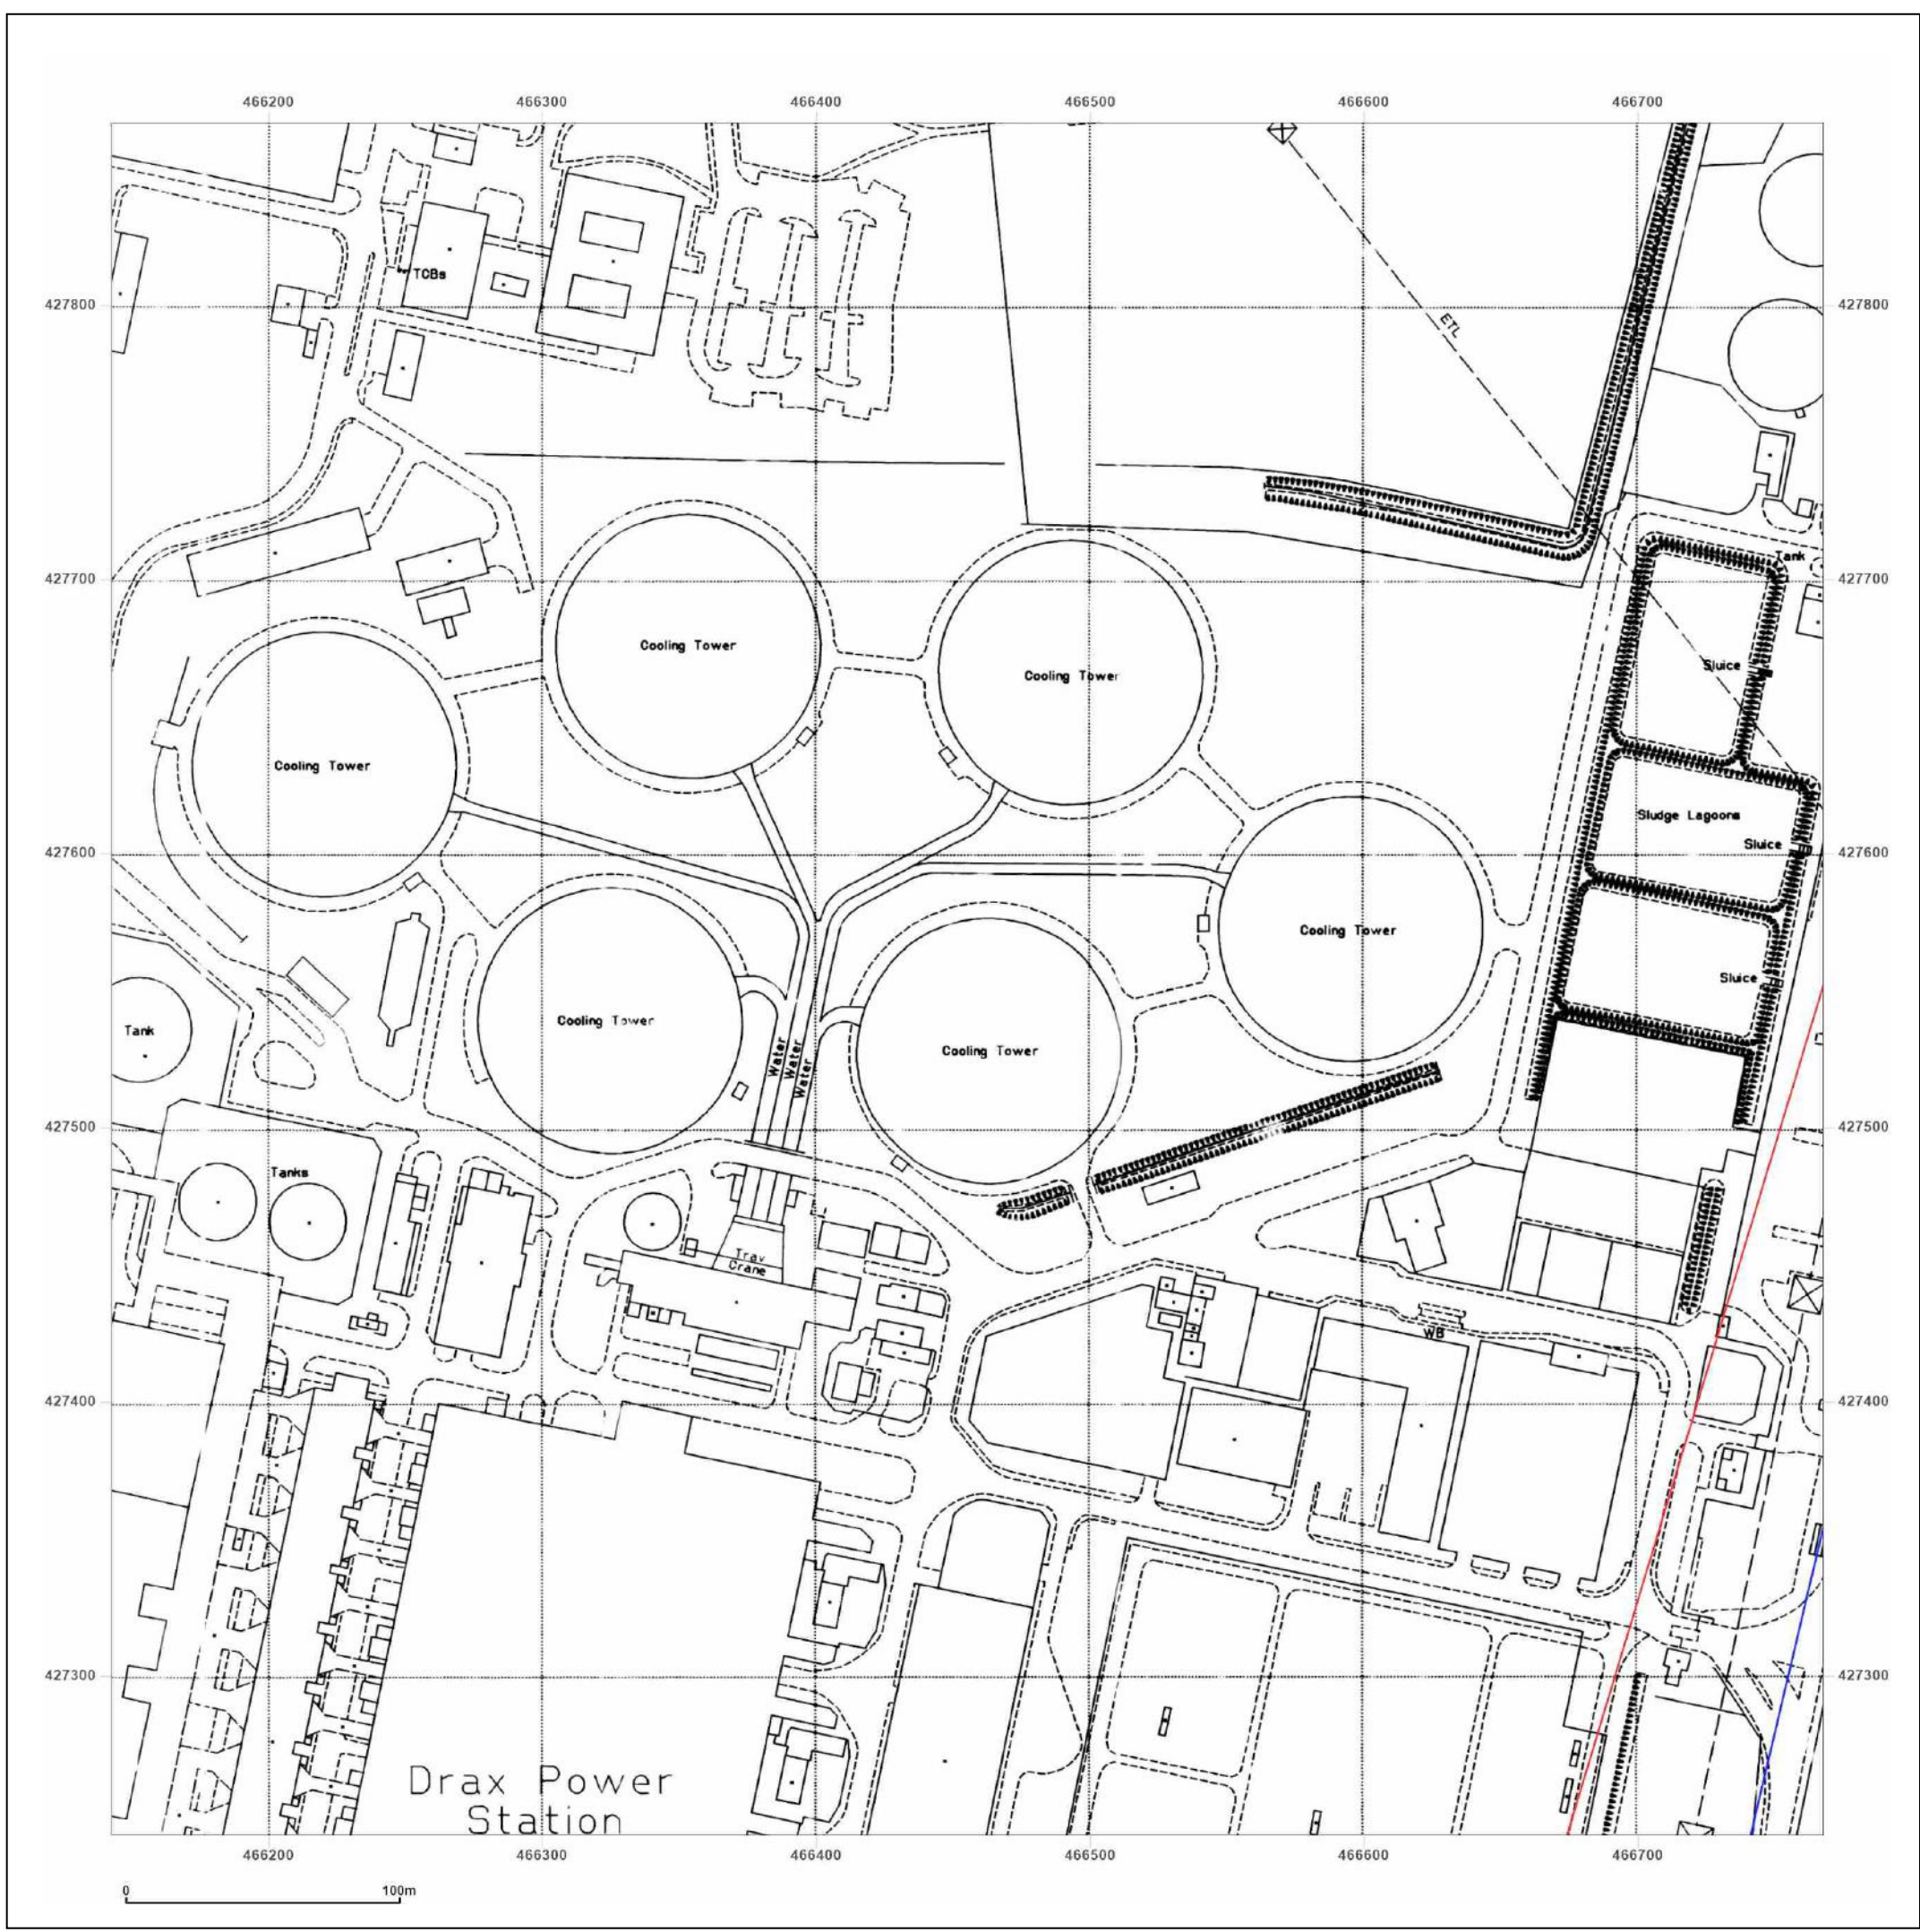 466200 466300 466400 466500 466600 466700
TCBs
427800 427800
ETL
427700 Tank 427700
Cooling Tower
Sluice
Cooling Tower
Cooling Tower
Sludge Lagoons
Sluice
427600 427600
Cooling Tower
Sluice
Cooling Tower
Tank
Cooling Tower
Water
Water
Water
427500 427500
Tanks
Trav
Crane
WB
427400 427400
427300 427300
Drax Power
Station
466200 466300 466400 466500 466600 466700
0 100m